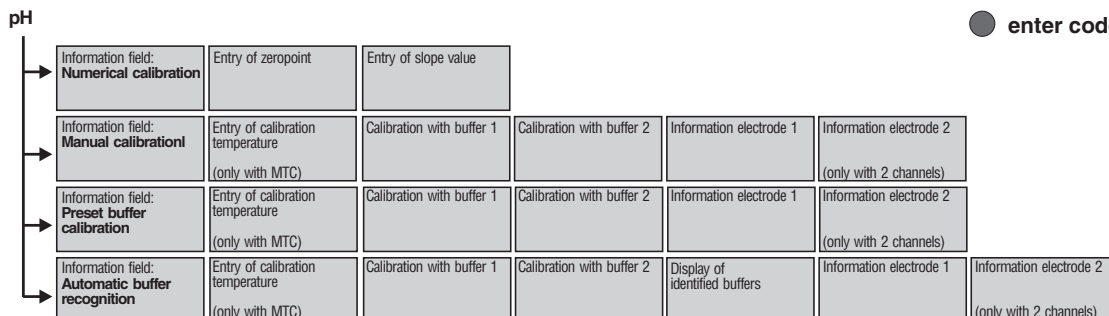 pH
enter cod
Information field:
Numerical calibration
Entry of zeropoint
Entry of slope value
Information field:
Manual calibrationl
Entry of calibration
temperature
(only with MTC)
Calibration with buffer 1
Calibration with buffer 2
Information electrode 1
Information electrode 2
(only with 2 channels)
Information field:
Preset buffer
calibration
Entry of calibration
temperature
(only with MTC)
Calibration with buffer 1
Calibration with buffer 2
Information electrode 1
Information electrode 2
(only with 2 channels)
Information field:
Automatic buffer
recognition
Entry of calibration
temperature
(only with MTC)
Calibration with buffer 1
Calibration with buffer 2
Display of
identified buffers
Information electrode 1
Information electrode 2
(only with 2 channels)